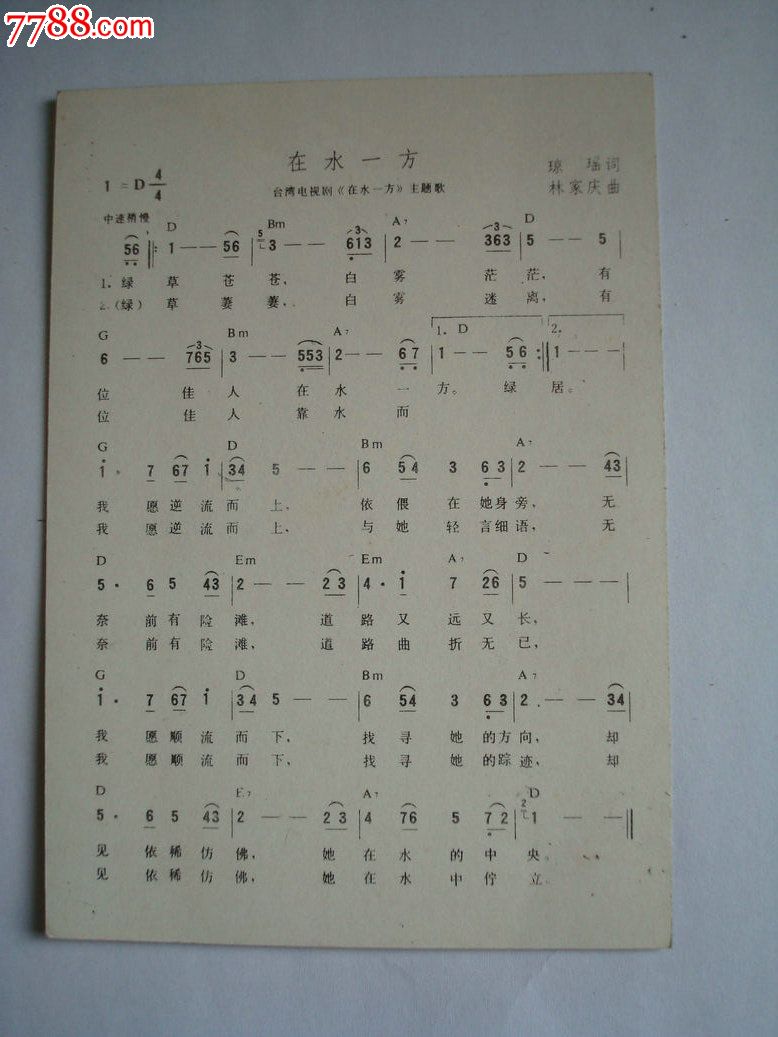 7788.com
在水一方
1=D 4/4
台湾电视剧《在水一方》主题歌
琼瑶词
林家庆曲
中速稍慢
D Bm A7 D
56 ‖: 1 — — 56 | 3 — — 613 | 2 — — 363 | 5 — — 5 |
1.绿草苍苍，白雾茫茫，有
2.(绿)草萋萋，白雾迷离，有
G Bm A7 1. D 2.
6 — — 765 | 3 — — 553 | 2 — — 67 | 1 — — 56 :‖ 1 — — |
位佳人在水一方。绿居。
位佳人靠水而
G D Bm A7
1· 7 67 1 | 34 5 — — | 6 54 3 63 | 2 — — 43 |
我愿逆流而上，依偎在她身旁，无
我愿逆流而上，与她轻言细语，无
D Em Em A7 D
5· 6 5 43 | 2 — — 23 | 4· 1 7 26 | 5 — — — |
奈前有险滩，道路又远又长，
奈前有险滩，道路曲折无已，
G D Bm A7
1· 7 67 1 | 34 5 — — | 6 54 3 63 | 2· — — 34 |
我愿顺流而下，找寻她的方向，却
我愿顺流而下，找寻她的踪迹，却
D E7 A7 D
5· 6 5 43 | 2 — — 23 | 4 76 5 72 | 1 — — ‖
见依稀仿佛，她在水的中央。
见依稀仿佛，她在水中伫立。